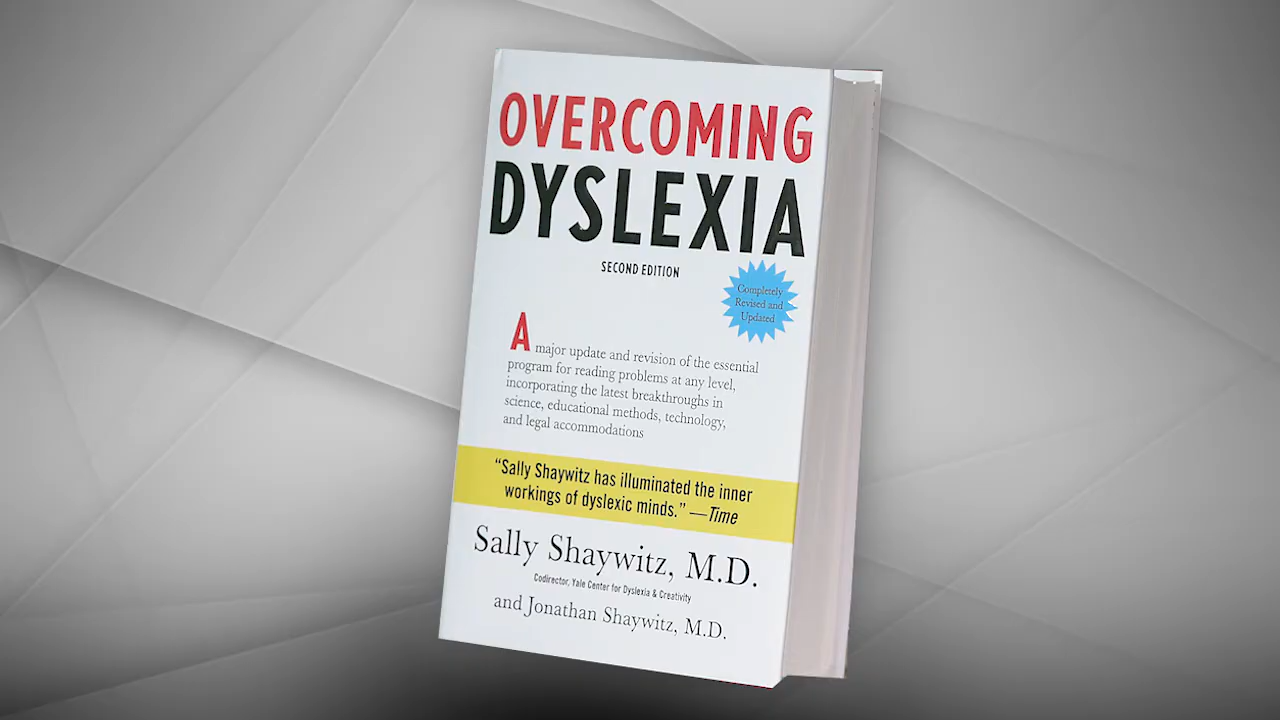 OVERCOMING
DYSLEXIA
SECOND EDITION
Completely
Revised and
Updated
A major update and revision of the essential
program for reading problems at any level,
incorporating the latest breakthroughs in
science, educational methods, technology,
and legal accommodations
“Sally Shaywitz has illuminated the inner
workings of dyslexic minds.” —Time
Sally Shaywitz, M.D.
Codirector, Yale Center for Dyslexia & Creativity
and Jonathan Shaywitz, M.D.